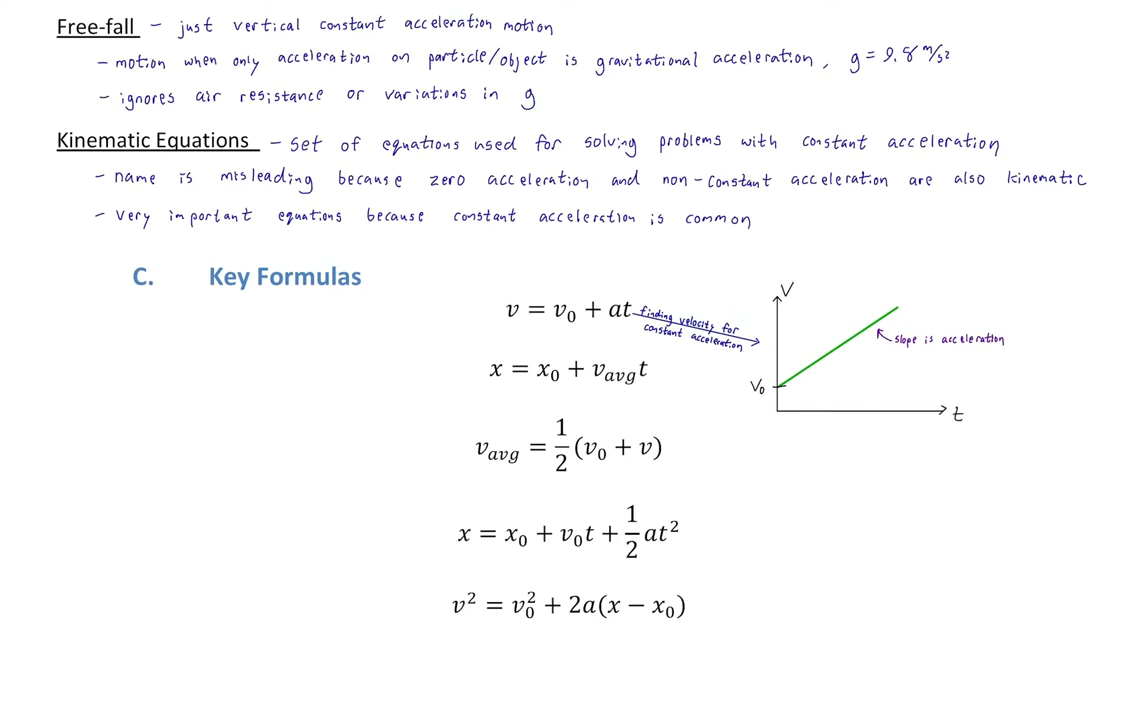 Free-fall - just vertical constant acceleration motion
- motion when only acceleration on particle/object is gravitational acceleration, g = 9.8 m/s²
- ignores air resistance or variations in g
Kinematic Equations - set of equations used for solving problems with constant acceleration
- name is misleading because zero acceleration and non-constant acceleration are also kinematic
- very important equations because constant acceleration is common
C. Key Formulas
v = v₀ + at
finding velocity for
constant acceleration
V
slope is acceleration
V₀
t
x = x₀ + v_avg t
v_avg = 1/2 (v₀ + v)
x = x₀ + v₀t + 1/2 at²
v² = v₀² + 2a(x − x₀)